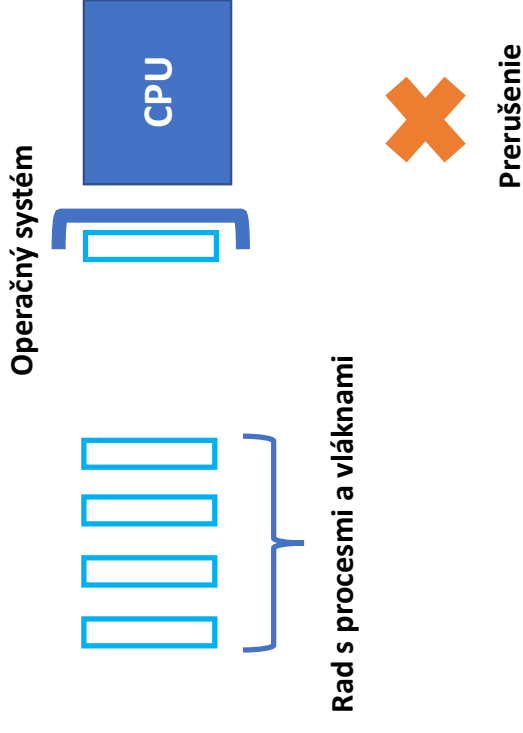 Operačný systém
CPU
Rad s procesmi a vláknami
Prerušenie